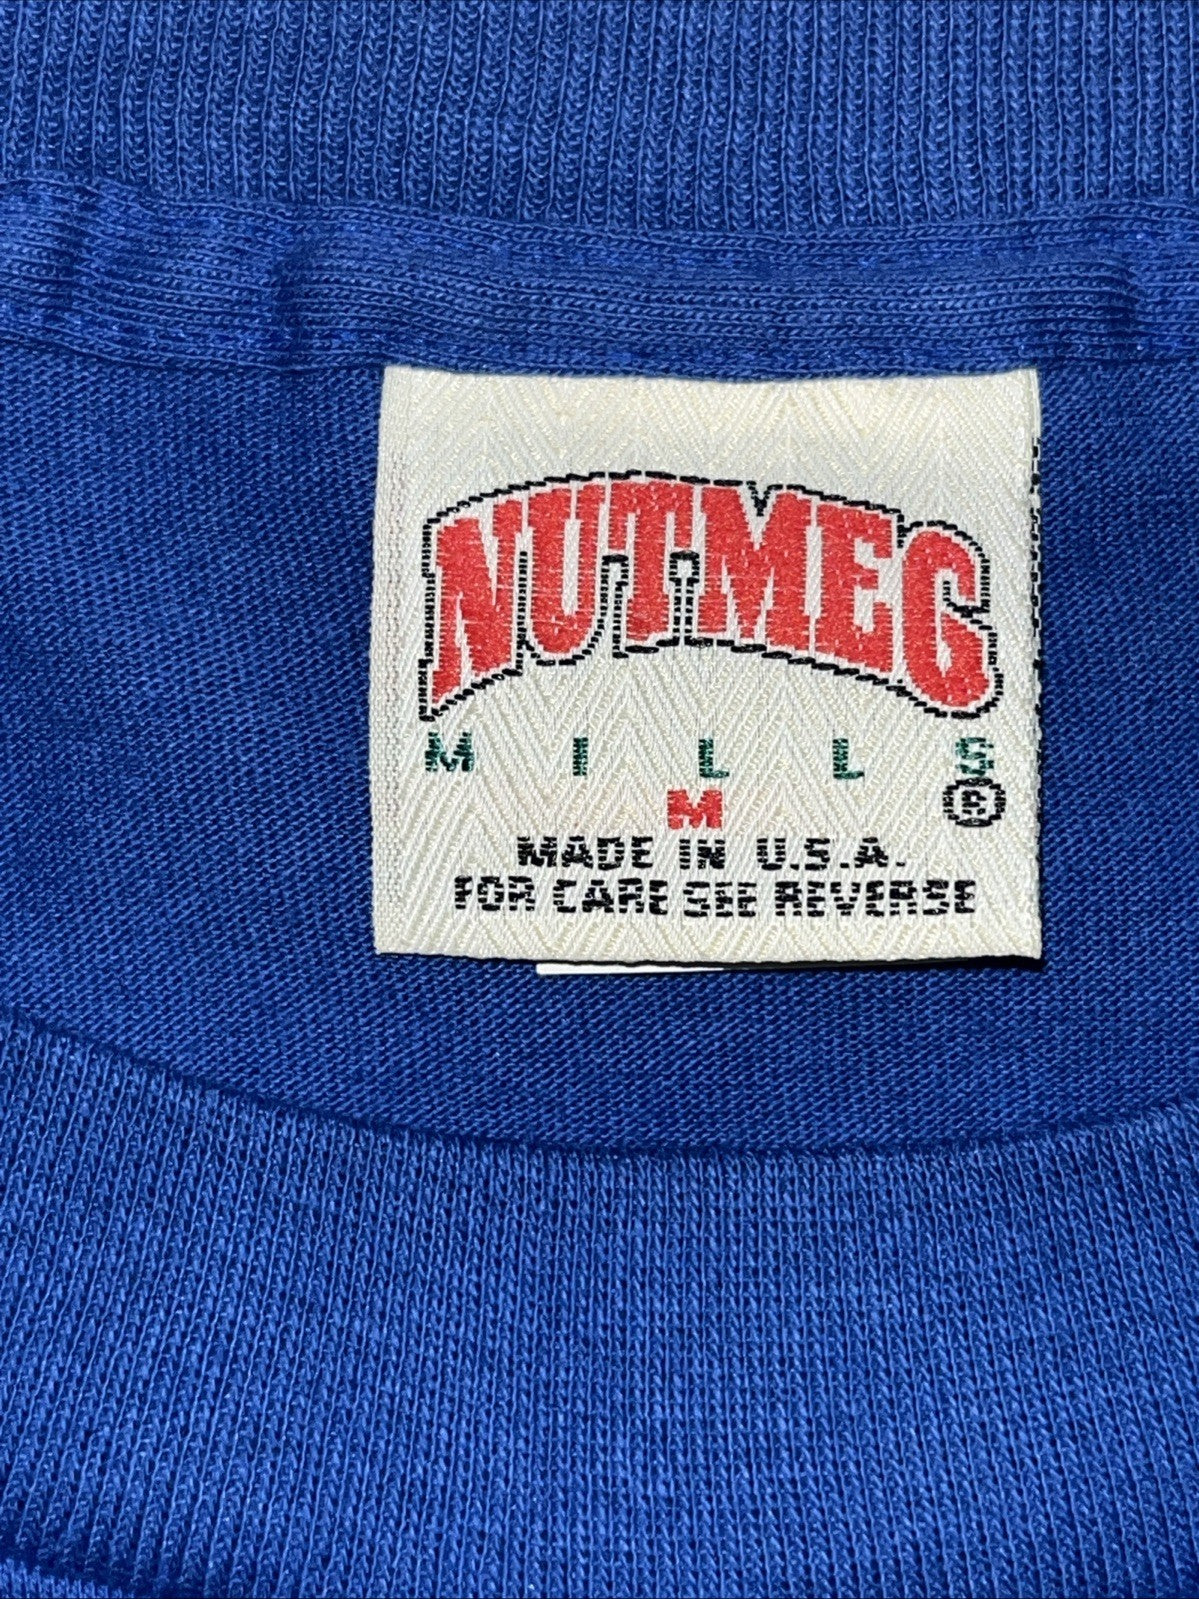 NUTMEG
MILLS
M ®
MADE IN U.S.A.
FOR CARE SEE REVERSE